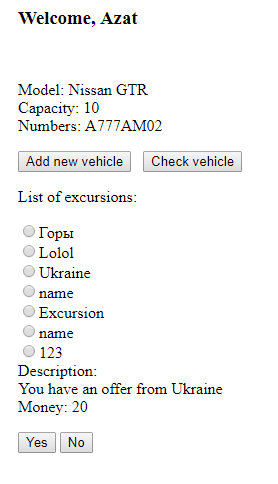 Welcome, Azat
Model: Nissan GTR
Capacity: 10
Numbers: A777AM02
Add new vehicle Check vehicle
List of excursions:
Горы
Lolol
Ukraine
name
Excursion
name
123
Description:
You have an offer from Ukraine
Money: 20
Yes No